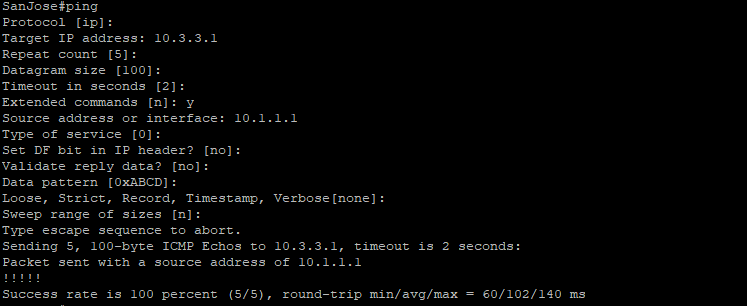 SanJose#ping
Protocol [ip]:
Target IP address: 10.3.3.1
Repeat count [5]:
Datagram size [100]:
Timeout in seconds [2]:
Extended commands [n]: y
Source address or interface: 10.1.1.1
Type of service [0]:
Set DF bit in IP header? [no]:
Validate reply data? [no]:
Data pattern [0xABCD]:
Loose, Strict, Record, Timestamp, Verbose[none]:
Sweep range of sizes [n]:
Type escape sequence to abort.
Sending 5, 100-byte ICMP Echos to 10.3.3.1, timeout is 2 seconds:
Packet sent with a source address of 10.1.1.1
!!!!!
Success rate is 100 percent (5/5), round-trip min/avg/max = 60/102/140 ms